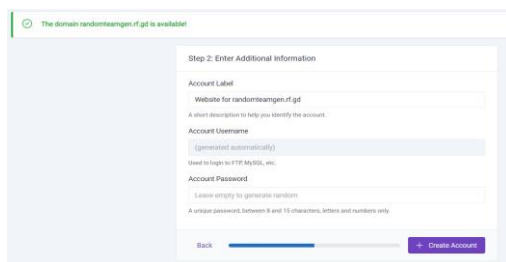 The domain randomteamgen.rf.gd is available!
Step 2: Enter Additional Information
Account Label
Website for randomteamgen.rf.gd
A short description to help you identify the account.
Account Username
(generated automatically)
Used to login to FTP, MySQL, etc.
Account Password
Leave empty to generate random
A unique password, between 8 and 15 characters, letters and numbers only.
Back
+ Create Account